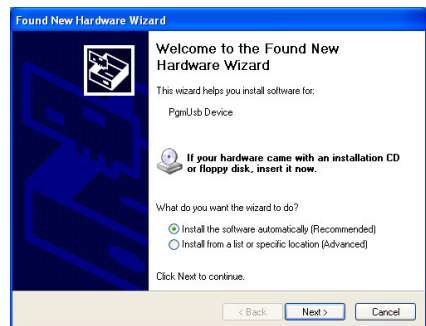 Found New Hardware Wizard
Welcome to the Found New
Hardware Wizard
This wizard helps you install software for:
PgmUsb Device
If your hardware came with an installation CD
or floppy disk, insert it now.
What do you want the wizard to do?
Install the software automatically (Recommended)
Install from a list or specific location (Advanced)
Click Next to continue.
< Back
Next >
Cancel